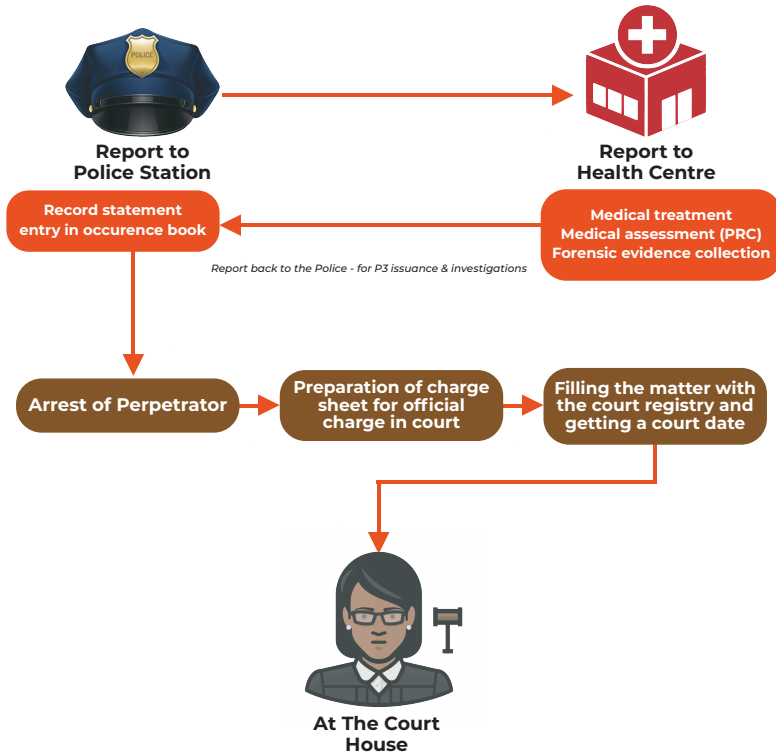 POLICE
Report to
Police Station
Report to
Health Centre
Record statement
entry in occurence book
Medical treatment
Medical assessment (PRC)
Forensic evidence collection
Report back to the Police - for P3 issuance & investigations
Arrest of Perpetrator
Preparation of charge
sheet for official
charge in court
Filling the matter with
the court registry and
getting a court date
At The Court
House